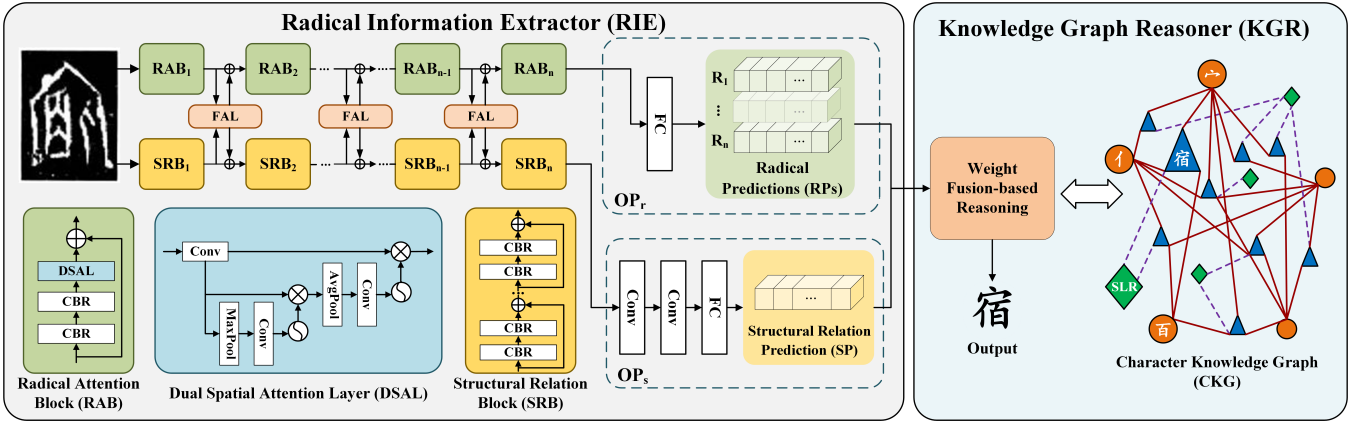 Radical Information Extractor (RIE)
RAB1
RAB2
...
...
RABn-1
RABn
FAL
FAL
FAL
SRB1
SRB2
...
...
SRBn-1
SRBn
FC
R1
...
Rn
...
...
Radical
Predictions (RPs)
OPr
DSAL
CBR
CBR
Radical Attention
Block (RAB)
Conv
MaxPool
Conv
AvgPool
Conv
Dual Spatial Attention Layer (DSAL)
CBR
CBR
...
CBR
CBR
Structural Relation
Block (SRB)
Conv
Conv
FC
...
Structural Relation
Prediction (SP)
OPs
Knowledge Graph Reasoner (KGR)
Weight
Fusion-based
Reasoning
宿
Output
宀
亻
宿
SLR
百
Character Knowledge Graph
(CKG)